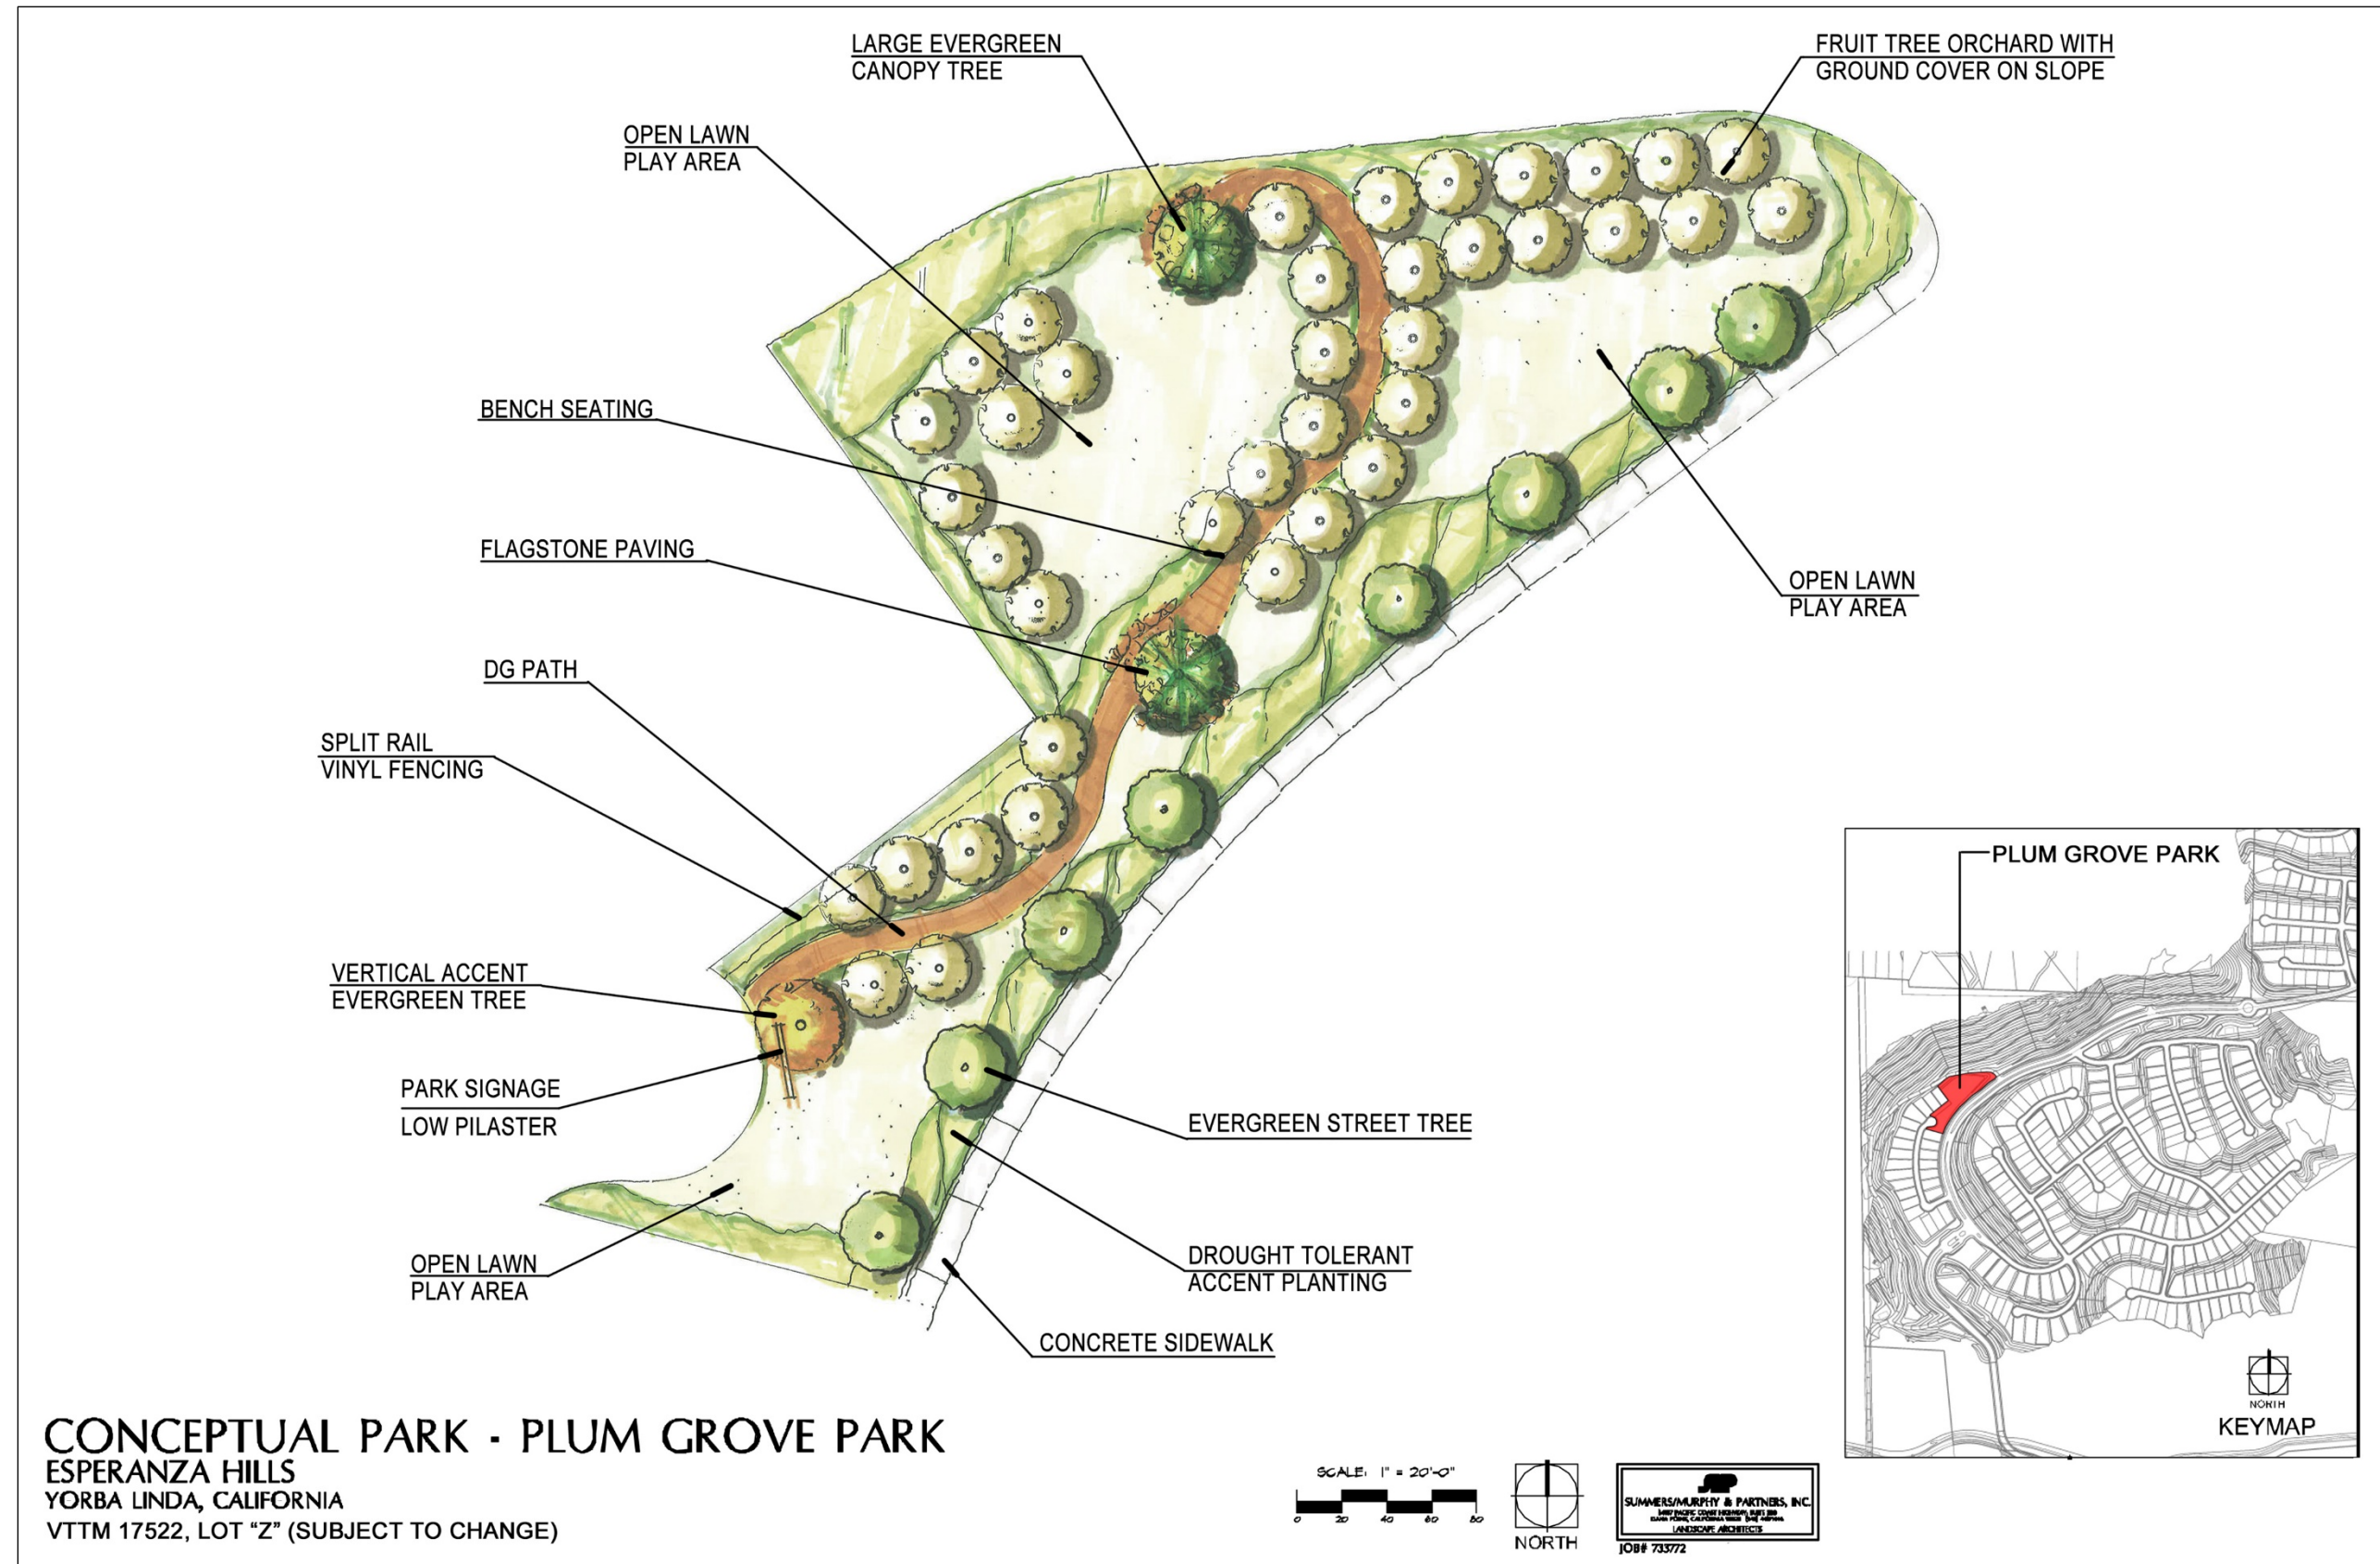 LARGE EVERGREEN
CANOPY TREE
FRUIT TREE ORCHARD WITH
GROUND COVER ON SLOPE
OPEN LAWN
PLAY AREA
BENCH SEATING
FLAGSTONE PAVING
OPEN LAWN
PLAY AREA
DG PATH
SPLIT RAIL
VINYL FENCING
VERTICAL ACCENT
EVERGREEN TREE
PARK SIGNAGE
LOW PILASTER
EVERGREEN STREET TREE
OPEN LAWN
PLAY AREA
DROUGHT TOLERANT
ACCENT PLANTING
CONCRETE SIDEWALK
PLUM GROVE PARK
NORTH
KEYMAP
CONCEPTUAL PARK - PLUM GROVE PARK
ESPERANZA HILLS
YORBA LINDA, CALIFORNIA
VTTM 17522, LOT “Z” (SUBJECT TO CHANGE)
SCALE: 1" = 20'-0"
0 20 40 60 80
NORTH
SUMMERS/MURPHY & PARTNERS, INC.
LANDSCAPE ARCHITECTS
JOB# 733772